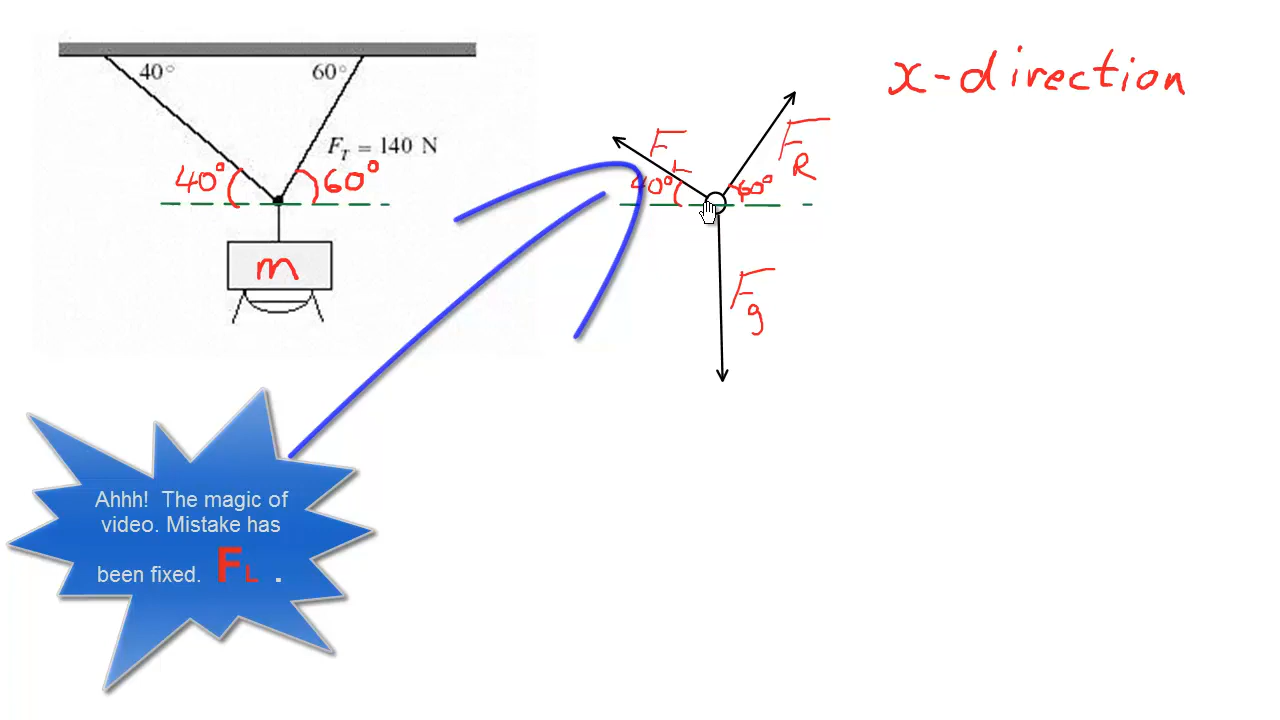 x-direction
40°
60°
F_T = 140 N
40°
60°
m
F_L
F_R
40°
60°
F_g
Ahhh! The magic of
video. Mistake has
been fixed. F_L .